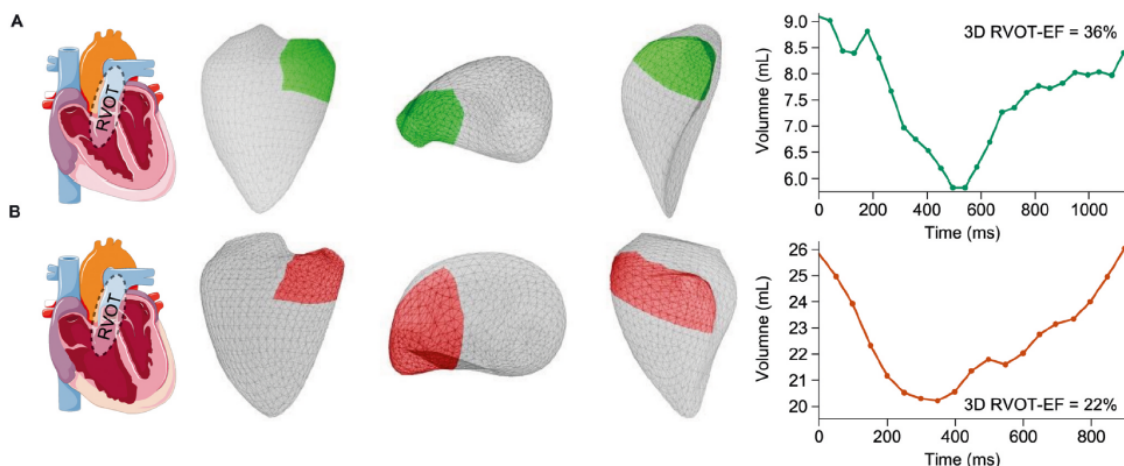 A
RVOT
3D RVOT-EF = 36%
Volumne (mL)
9.0
8.5
8.0
7.5
7.0
6.5
6.0
0 200 400 600 800 1000
Time (ms)
B
RVOT
Volumne (mL)
26
25
24
23
22
21
20
3D RVOT-EF = 22%
0 200 400 600 800
Time (ms)